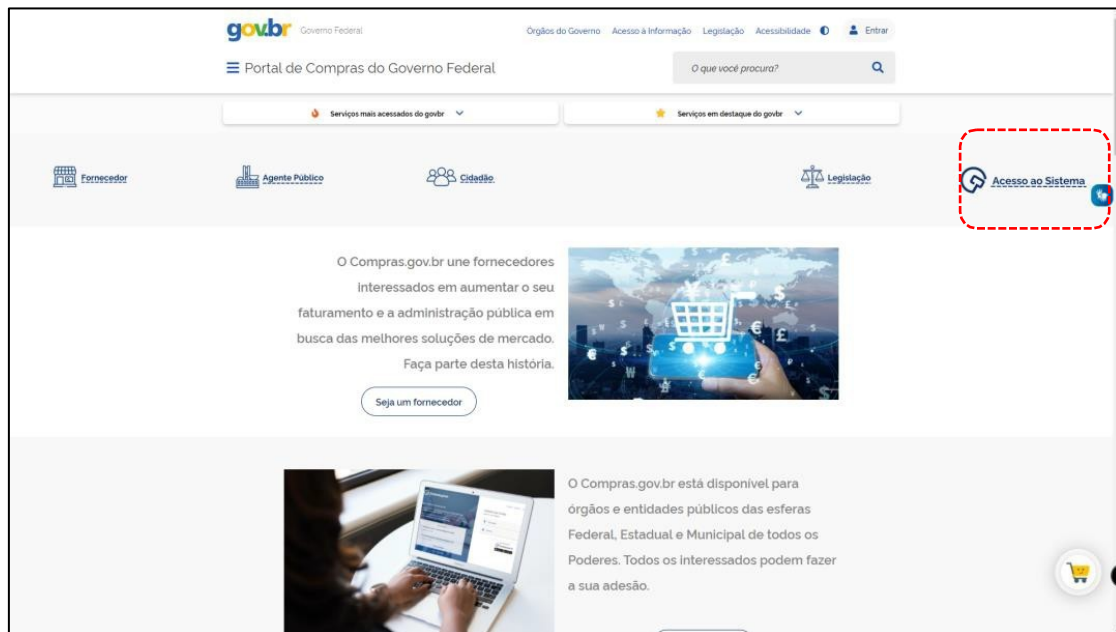 gov.br Governo Federal
Órgãos do Governo Acesso à Informação Legislação Acessibilidade Entrar
Portal de Compras do Governo Federal
O que você procura?
Serviços mais acessados do govbr
Serviços em destaque do govbr
Fornecedor
Agente Público
Cidadão
Legislação
Acesso ao Sistema
O Compras.gov.br une fornecedores
interessados em aumentar o seu
faturamento e a administração pública em
busca das melhores soluções de mercado.
Faça parte desta história.
Seja um fornecedor
O Compras.gov.br está disponível para
órgãos e entidades públicos das esferas
Federal, Estadual e Municipal de todos os
Poderes. Todos os interessados podem fazer
a sua adesão.